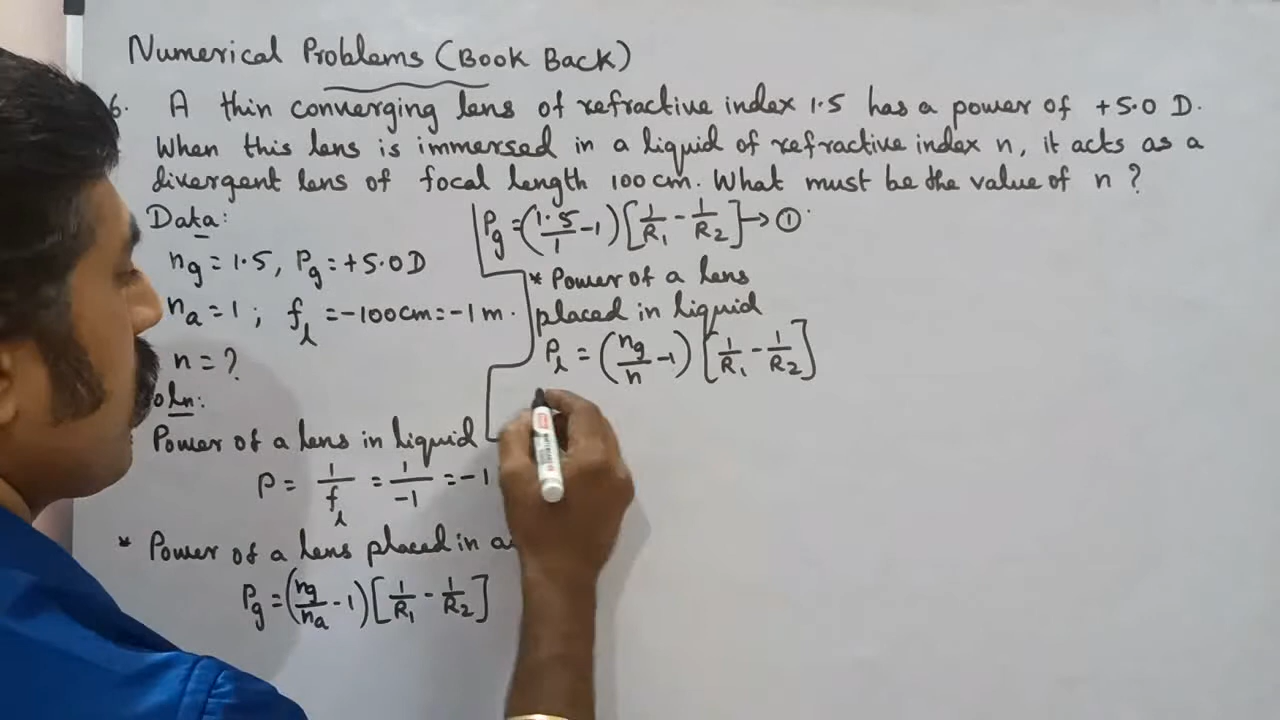 Numerical Problems (Book Back)
6. A thin converging lens of refractive index 1.5 has a power of +5.0 D.
When this lens is immersed in a liquid of refractive index n, it acts as a
divergent lens of focal length 100 cm. What must be the value of n ?
Data:
ng = 1.5, Pg = +5.0 D
na = 1 ; fl = -100 cm = -1 m.
n = ?
oln:
Power of a lens in liquid
P = 1/fl = 1/-1 = -1
* Power of a lens placed in
Pg = (ng/na - 1) [1/R1 - 1/R2]
Pg = (1.5/1 - 1) [1/R1 - 1/R2] → ①
* Power of a lens
placed in liquid
Pl = (ng/n - 1) [1/R1 - 1/R2]